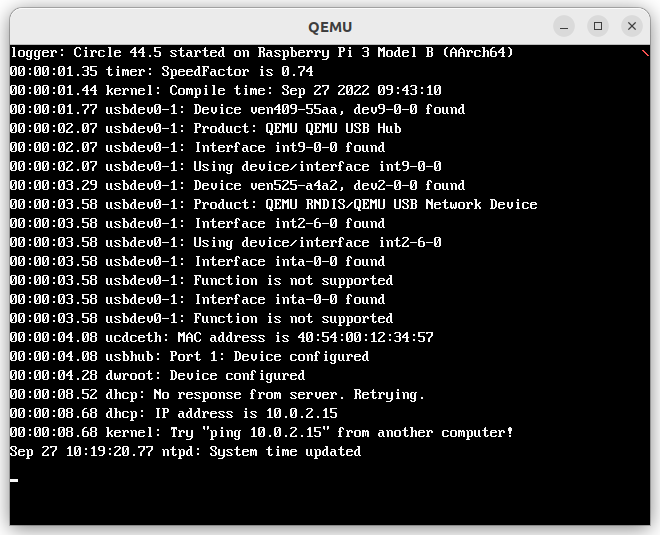 QEMU
logger: Circle 44.5 started on Raspberry Pi 3 Model B (AArch64)
00:00:01.35 timer: SpeedFactor is 0.74
00:00:01.44 kernel: Compile time: Sep 27 2022 09:43:10
00:00:01.77 usbdev0-1: Device ven409-55aa, dev9-0-0 found
00:00:02.07 usbdev0-1: Product: QEMU QEMU USB Hub
00:00:02.07 usbdev0-1: Interface int9-0-0 found
00:00:02.07 usbdev0-1: Using device/interface int9-0-0
00:00:03.29 usbdev0-1: Device ven525-a4a2, dev2-0-0 found
00:00:03.58 usbdev0-1: Product: QEMU RNDIS/QEMU USB Network Device
00:00:03.58 usbdev0-1: Interface int2-6-0 found
00:00:03.58 usbdev0-1: Using device/interface int2-6-0
00:00:03.58 usbdev0-1: Interface inta-0-0 found
00:00:03.58 usbdev0-1: Function is not supported
00:00:03.58 usbdev0-1: Interface inta-0-0 found
00:00:03.58 usbdev0-1: Function is not supported
00:00:04.08 ucdceth: MAC address is 40:54:00:12:34:57
00:00:04.08 usbhub: Port 1: Device configured
00:00:04.28 dwroot: Device configured
00:00:08.52 dhcp: No response from server. Retrying.
00:00:08.68 dhcp: IP address is 10.0.2.15
00:00:08.68 kernel: Try "ping 10.0.2.15" from another computer!
Sep 27 10:19:20.77 ntpd: System time updated